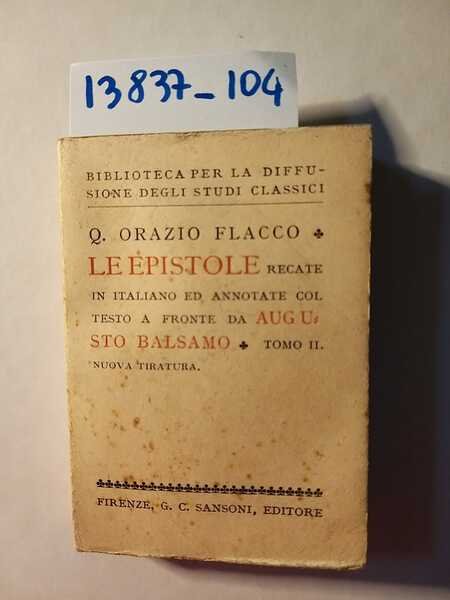 13837_104
BIBLIOTECA PER LA DIFFU-
SIONE DEGLI STUDI CLASSICI
Q. ORAZIO FLACCO ✤
LE EPISTOLE RECATE
IN ITALIANO ED ANNOTATE COL
TESTO A FRONTE DA AUGU-
STO BALSAMO ✤ TOMO II.
NUOVA TIRATURA.
FIRENZE, G. C. SANSONI, EDITORE